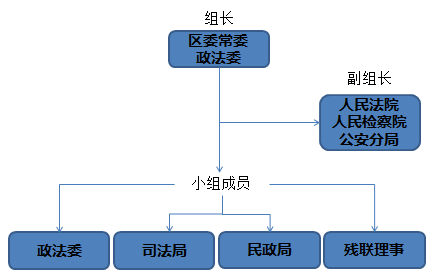 组长
区委常委
政法委
副组长
人民法院
人民检察院
公安分局
小组成员
政法委
司法局
民政局
残联理事